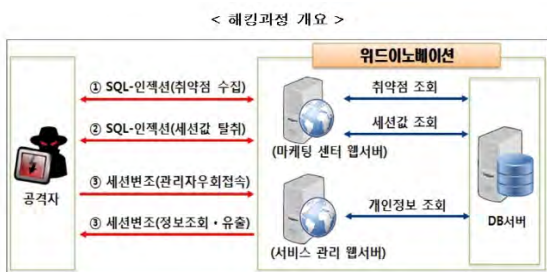 < 해킹과정 개요 >
위드이노베이션
① SQL-인젝션(취약점 수집)
취약점 조회
② SQL-인젝션(세션값 탈취)
세션값 조회
(마케팅 센터 웹서버)
공격자
③ 세션변조(관리자우회접속)
개인정보 조회
DB서버
③ 세션변조(정보조회·유출)
(서비스 관리 웹서버)